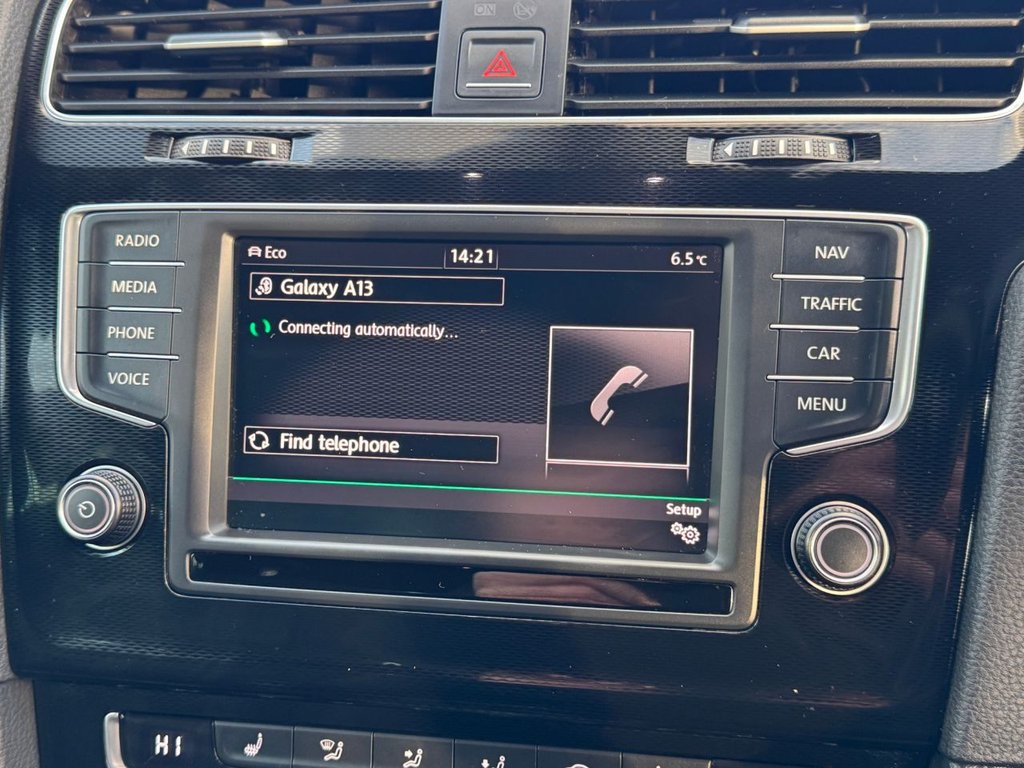 ON
RADIO
MEDIA
PHONE
VOICE
Eco 14:21 6.5 °C
Galaxy A13
Connecting automatically...
Find telephone
Setup
NAV
TRAFFIC
CAR
MENU
HI